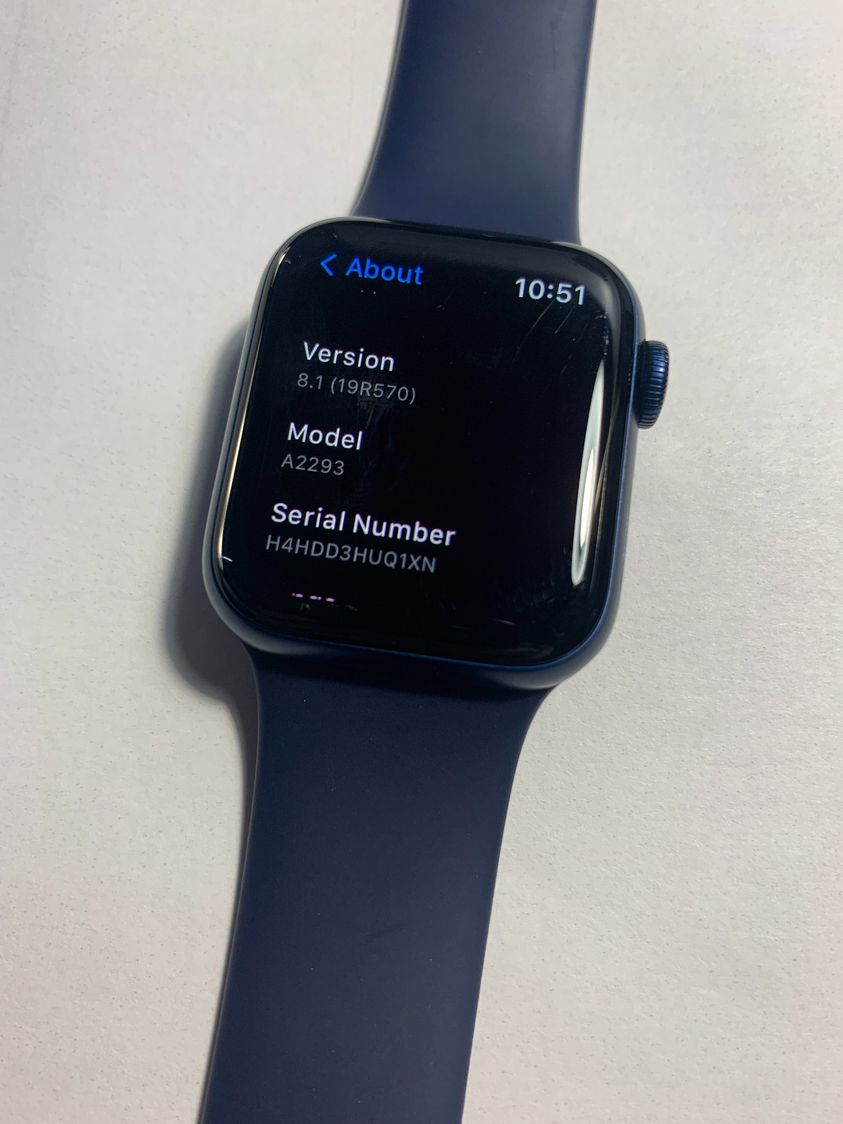 < About
10:51
Version
8.1 (19R570)
Model
A2293
Serial Number
H4HDD3HUQ1XN